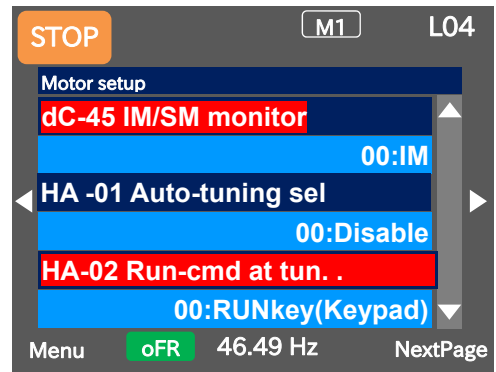 STOP M1 L04
Motor setup
dC-45 IM/SM monitor
00:IM
HA -01 Auto-tuning sel
00:Disable
HA-02 Run-cmd at tun. .
00:RUNkey(Keypad)
Menu oFR 46.49 Hz NextPage